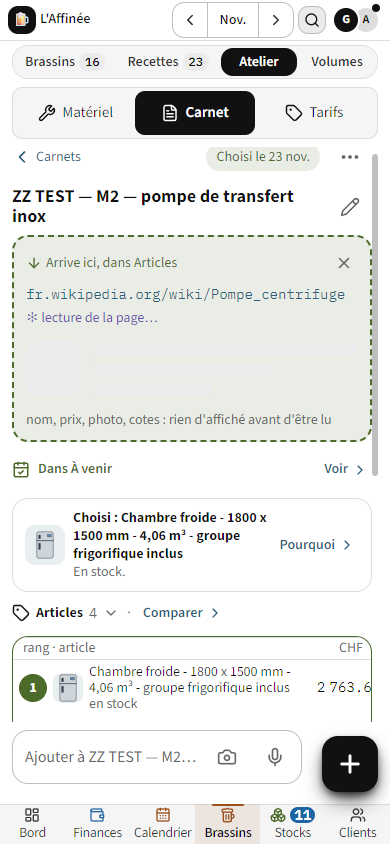 L'Affinée
Nov.
G
A
Brassins 16
Recettes 23
Atelier
Volumes
Matériel
Carnet
Tarifs
Carnets
Choisi le 23 nov.
ZZ TEST — M2 — pompe de transfert
inox
Arrive ici, dans Articles
fr.wikipedia.org/wiki/Pompe_centrifuge
lecture de la page…
nom, prix, photo, cotes : rien d'affiché avant d'être lu
Dans À venir
Voir
Choisi : Chambre froide - 1800 x
1500 mm - 4,06 m³ - groupe
frigorifique inclus
En stock.
Pourquoi
Articles 4 · Comparer
rang · article
CHF
1
Chambre froide - 1800 x 1500 mm -
4,06 m³ - groupe frigorifique inclus
en stock
2 763.6
Ajouter à ZZ TEST — M2…
Bord
Finances
Calendrier
Brassins
11
Stocks
Clients